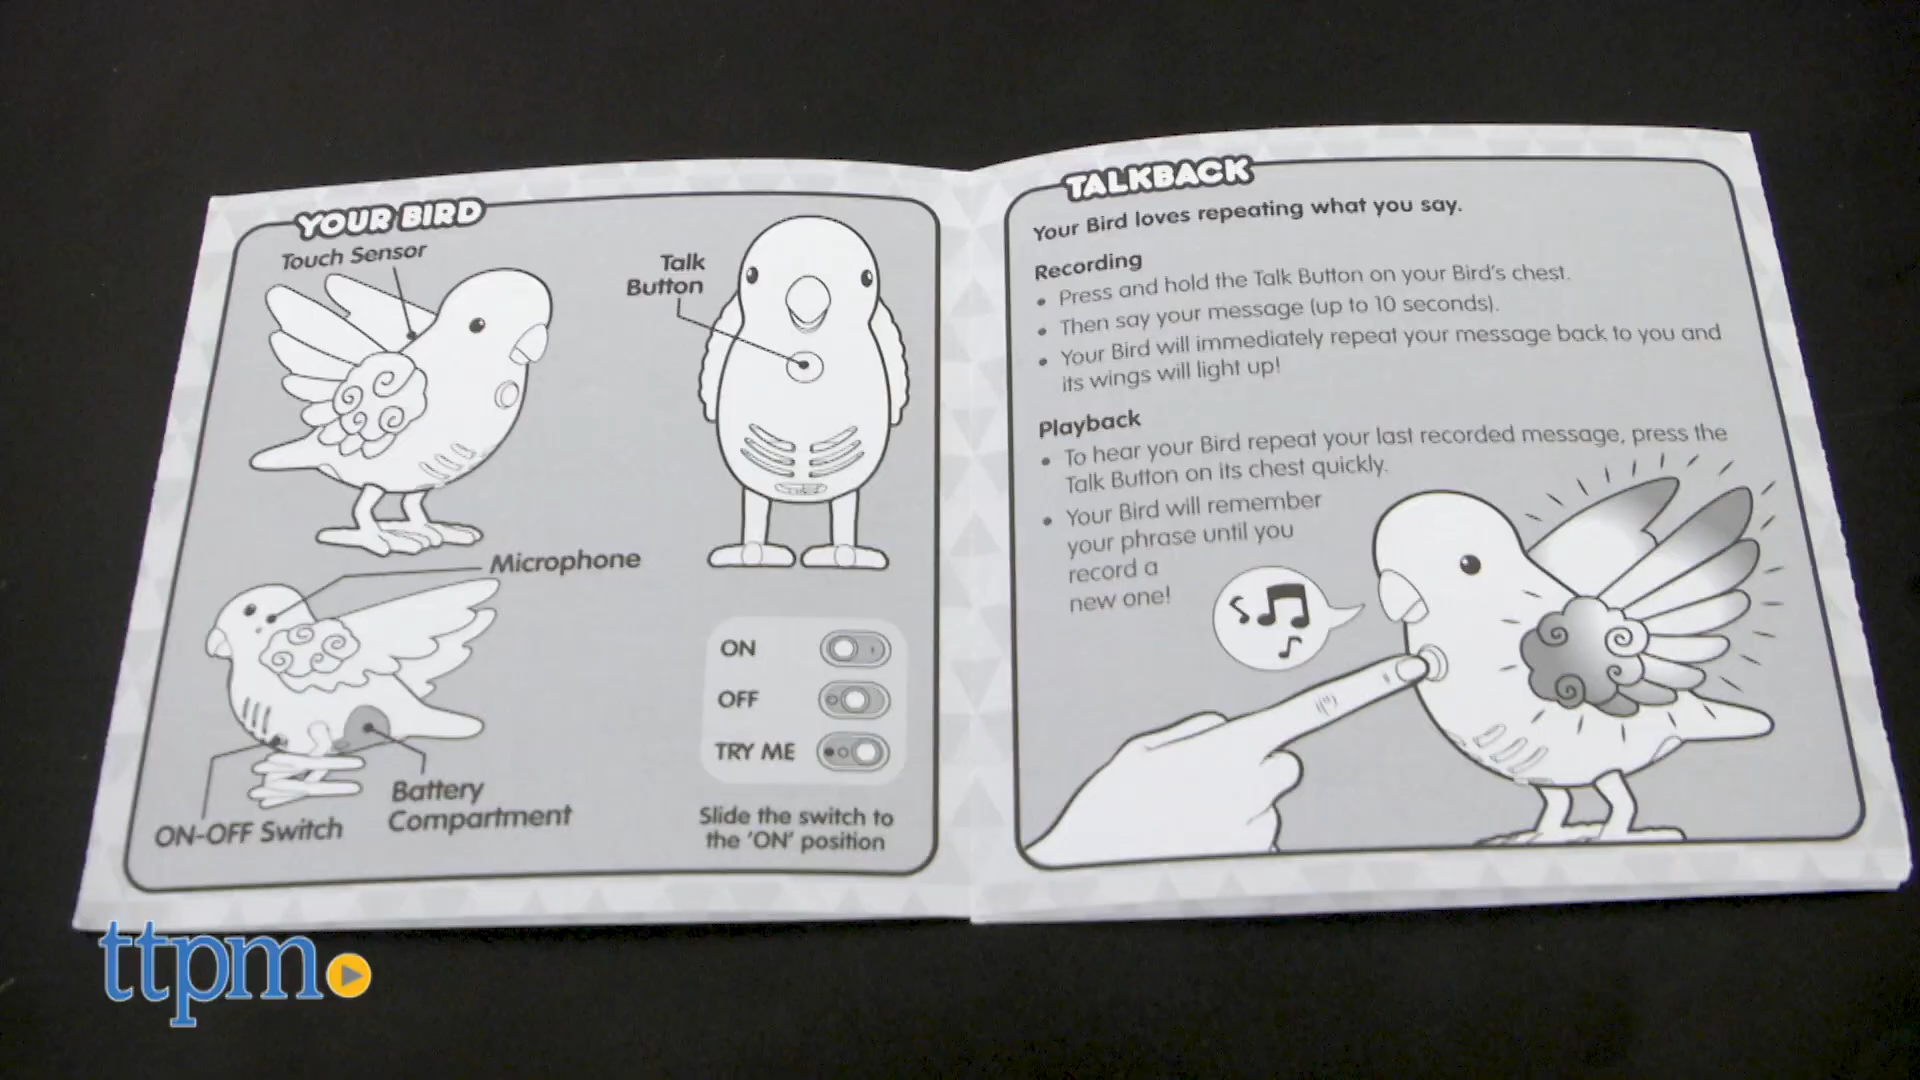 YOUR BIRD
Touch Sensor
Talk
Button
Microphone
ON-OFF Switch
Battery
Compartment
ON
OFF
TRY ME
Slide the switch to
the 'ON' position
TALKBACK
Your Bird loves repeating what you say.
Recording
• Press and hold the Talk Button on your Bird's chest.
• Then say your message (up to 10 seconds).
• Your Bird will immediately repeat your message back to you and
its wings will light up!
Playback
• To hear your Bird repeat your last recorded message, press the
Talk Button on its chest quickly.
• Your Bird will remember
your phrase until you
record a
new one!
ttpm